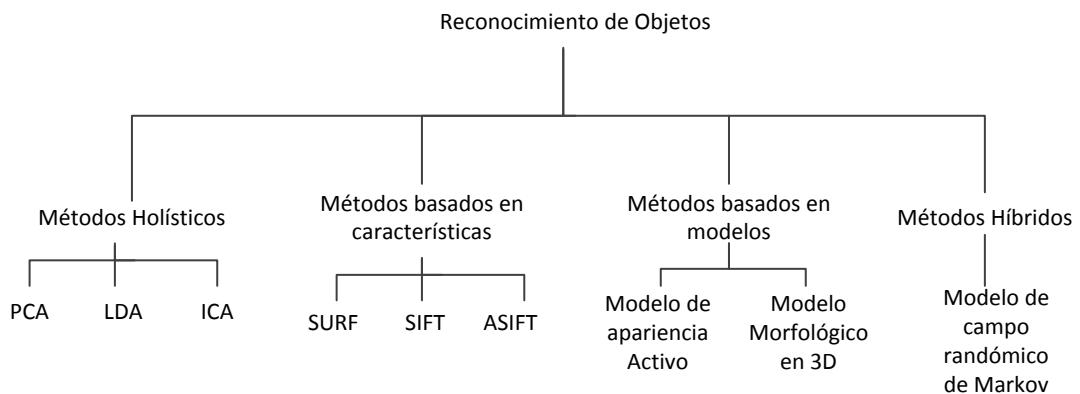 Reconocimiento de Objetos
Métodos Holísticos
Métodos basados en
características
Métodos basados en
modelos
Métodos Híbridos
PCA
LDA
ICA
SURF
SIFT
ASIFT
Modelo de
apariencia
Activo
Modelo
Morfológico
en 3D
Modelo de
campo
randómico
de Markov